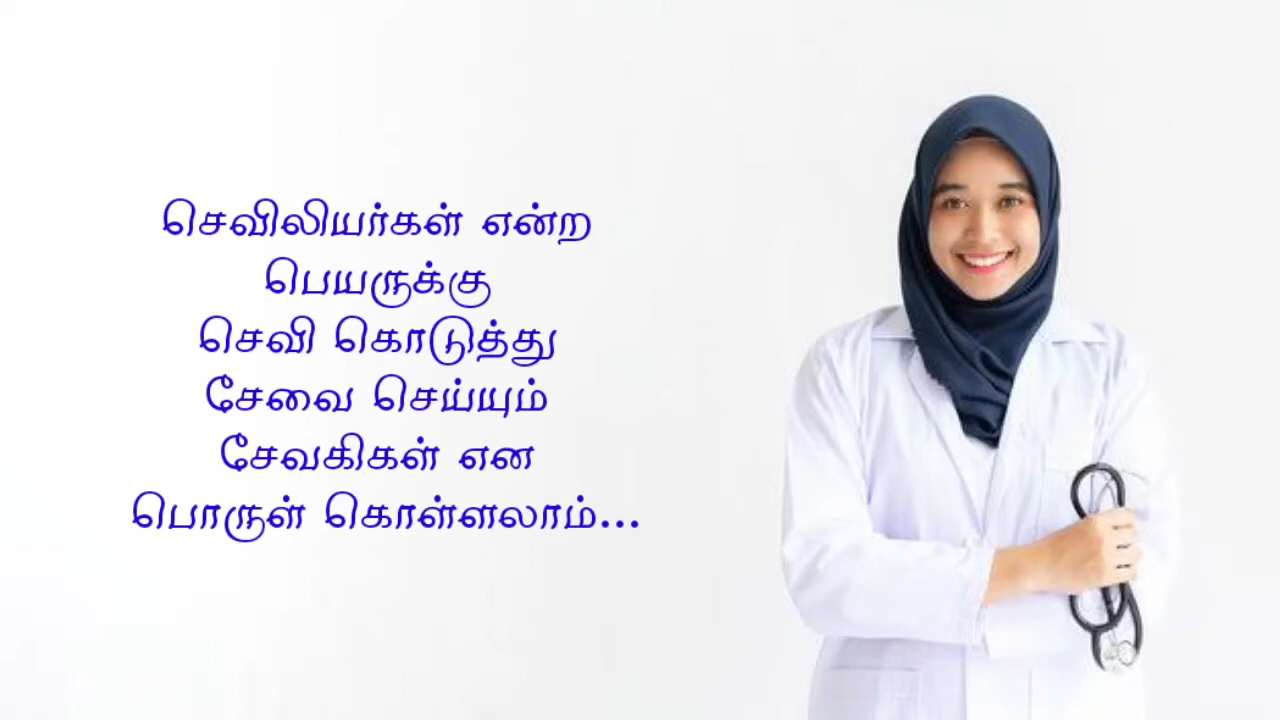 செவிலியர்கள் என்ற
பெயருக்கு
செவி கொடுத்து
சேவை செய்யும்
சேவகிகள் என
பொருள் கொள்ளலாம்...